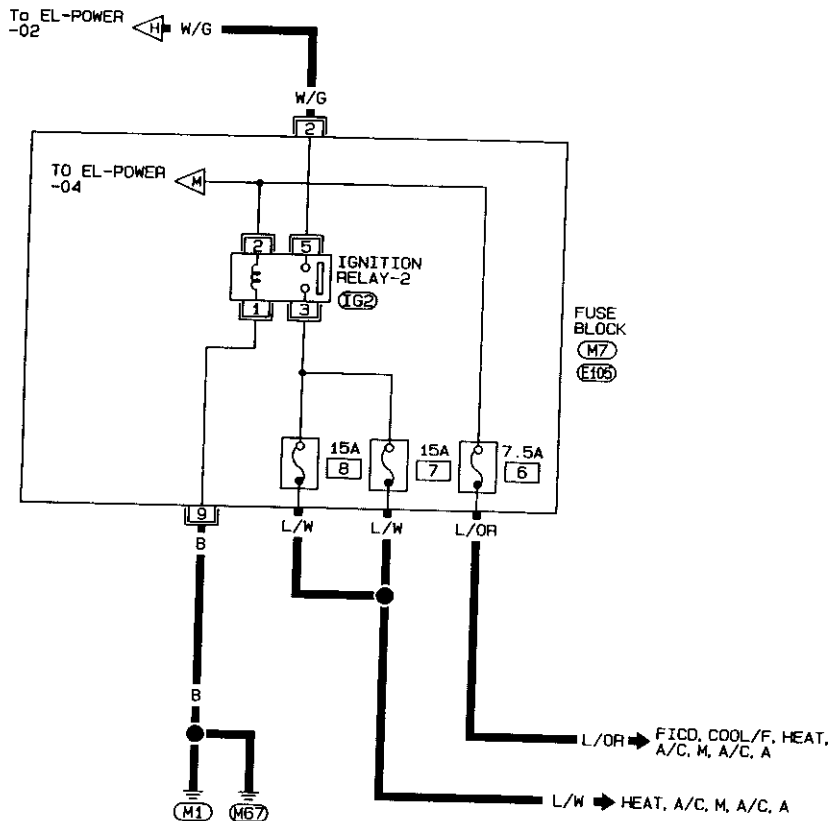 To EL-POWER
-02
H
W/G
W/G
2
TO EL-POWER
-04
M
2
5
IGNITION
RELAY-2
IG2
1
3
FUSE
BLOCK
M7
E105
15A
8
15A
7
7.5A
6
9
B
L/W
L/W
L/OR
B
L/OR
FICD, COOL/F, HEAT,
A/C, M, A/C, A
M1
M67
L/W
HEAT, A/C, M, A/C, A